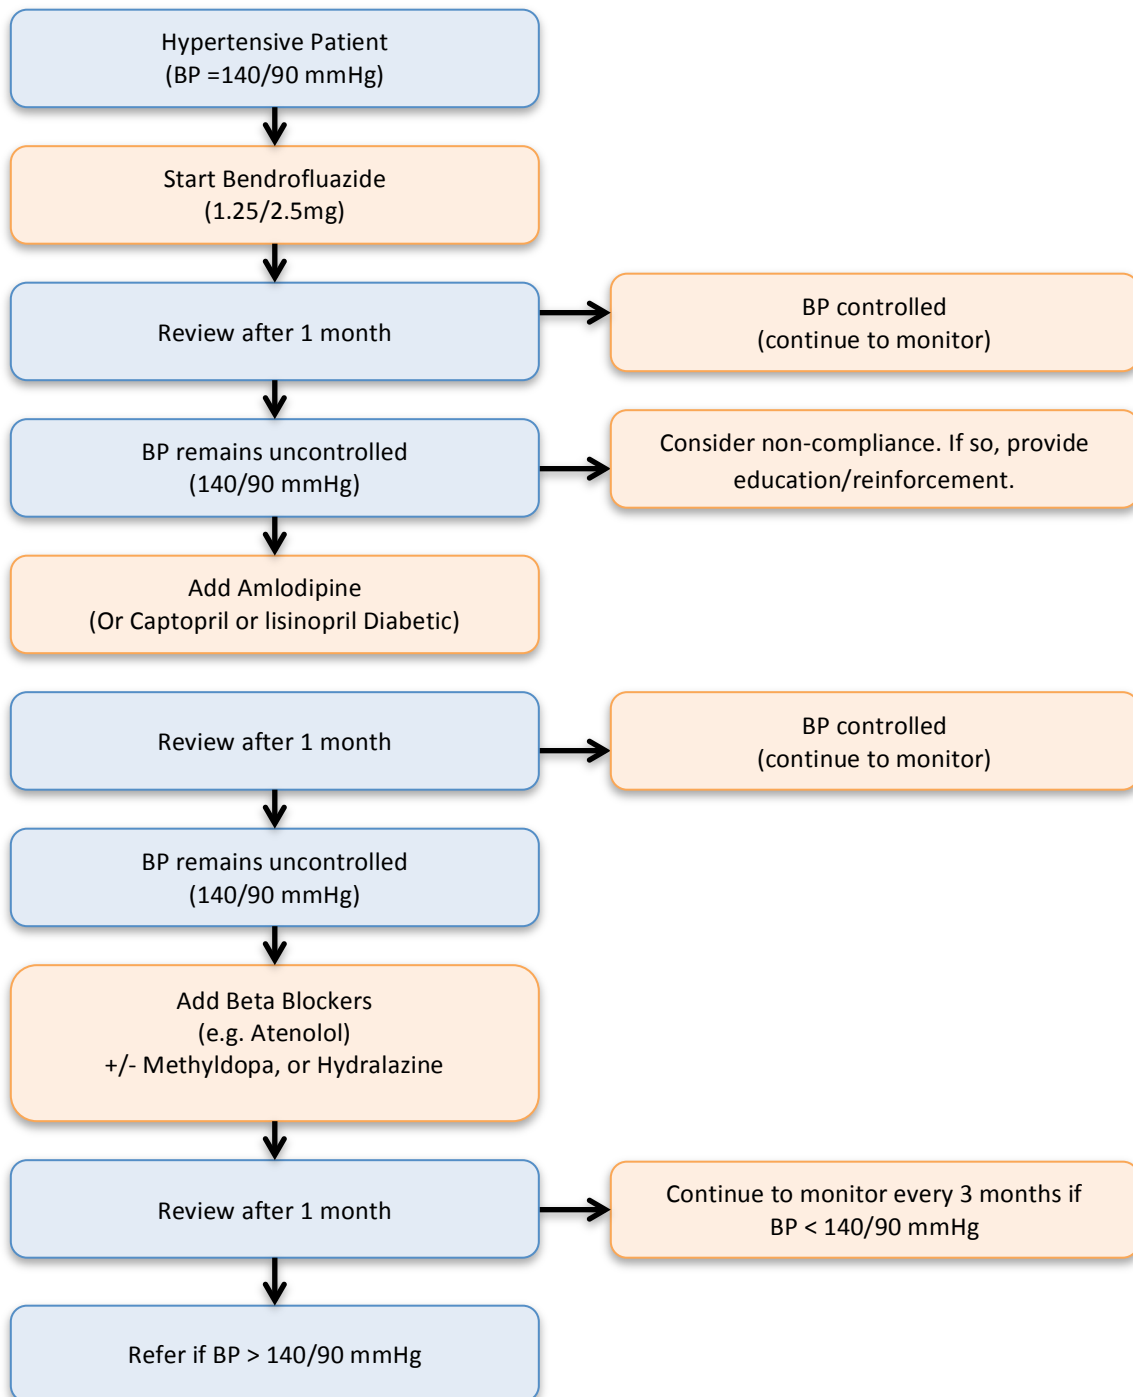 Hypertensive Patient
(BP =140/90 mmHg)
Start Bendrofluazide
(1.25/2.5mg)
Review after 1 month
BP controlled
(continue to monitor)
BP remains uncontrolled
(140/90 mmHg)
Consider non-compliance. If so, provide
education/reinforcement.
Add Amlodipine
(Or Captopril or lisinopril Diabetic)
Review after 1 month
BP controlled
(continue to monitor)
BP remains uncontrolled
(140/90 mmHg)
Add Beta Blockers
(e.g. Atenolol)
+/- Methyldopa, or Hydralazine
Review after 1 month
Continue to monitor every 3 months if
BP < 140/90 mmHg
Refer if BP > 140/90 mmHg